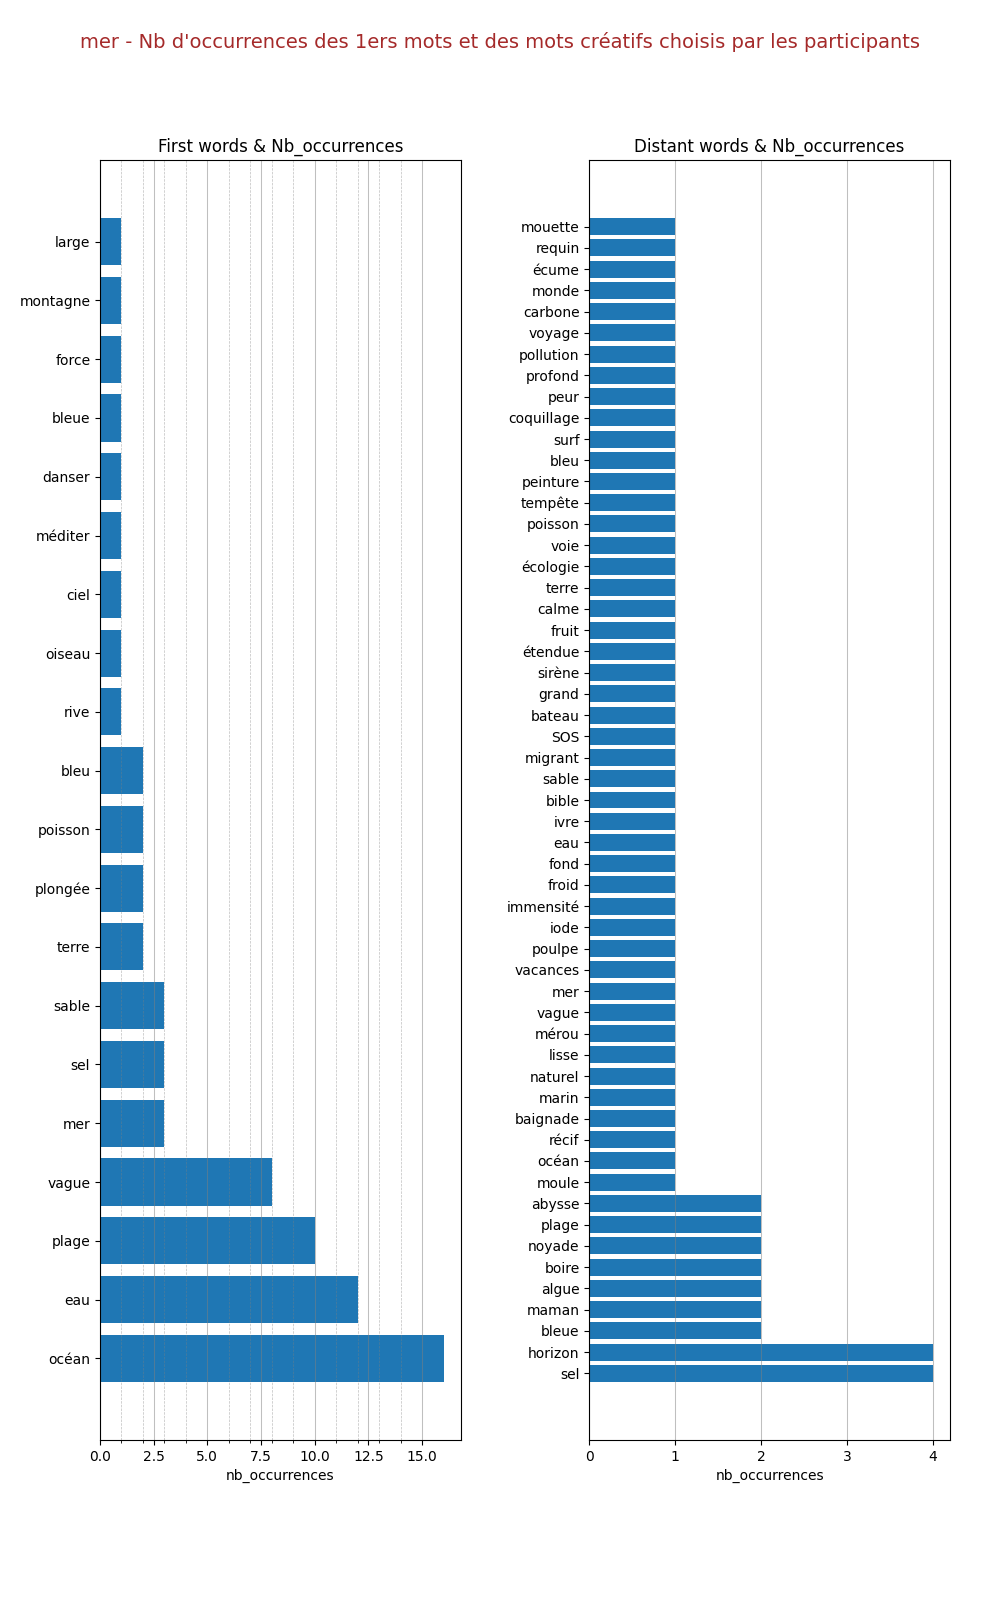 mer - Nb d'occurrences des 1ers mots et des mots créatifs choisis par les participants
First words & Nb_occurrences
large
montagne
force
bleue
danser
méditer
ciel
oiseau
rive
bleu
poisson
plongée
terre
sable
sel
mer
vague
plage
eau
océan
0.0 2.5 5.0 7.5 10.0 12.5 15.0
nb_occurrences
Distant words & Nb_occurrences
mouette
requin
écume
monde
carbone
voyage
pollution
profond
peur
coquillage
surf
bleu
peinture
tempête
poisson
voie
écologie
terre
calme
fruit
étendue
sirène
grand
bateau
SOS
migrant
sable
bible
ivre
eau
fond
froid
immensité
iode
poulpe
vacances
mer
vague
mérou
lisse
naturel
marin
baignade
récif
océan
moule
abysse
plage
noyade
boire
algue
maman
bleue
horizon
sel
0 1 2 3 4
nb_occurrences